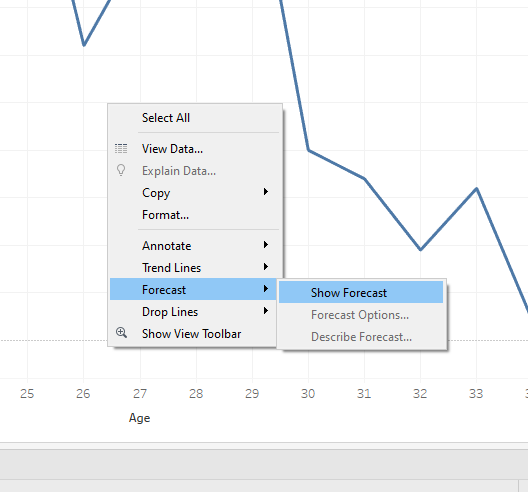 Select All
View Data...
Explain Data...
Copy
Format...
Annotate
Trend Lines
Forecast
Drop Lines
Show View Toolbar
Show Forecast
Forecast Options...
Describe Forecast...
25 26 27 28 29 30 31 32 33
Age